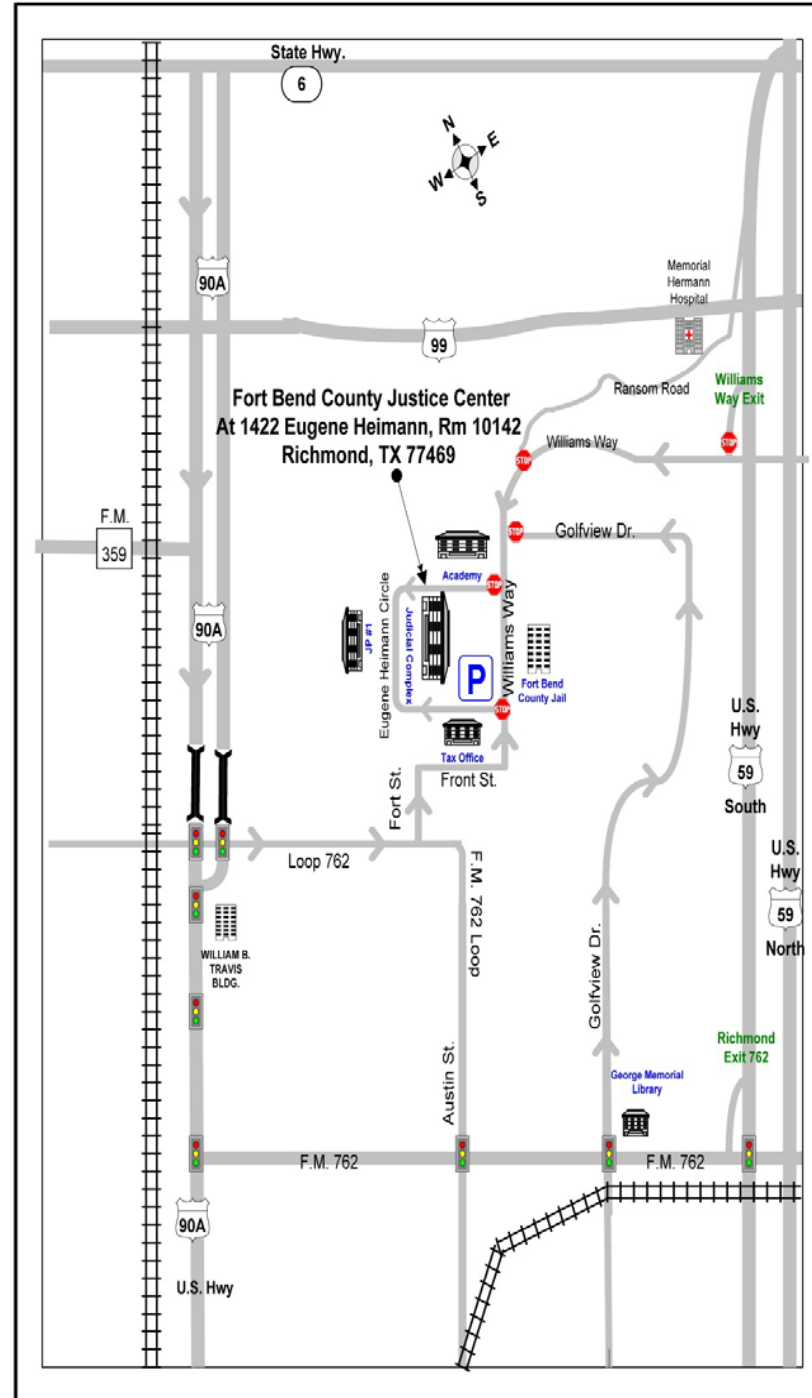 State Hwy.
6
N
E
W
S
90A
Memorial
Hermann
Hospital
99
Ransom Road
Williams
Way Exit
Fort Bend County Justice Center
At 1422 Eugene Heimann, Rm 10142
Richmond, TX 77469
STOP
Williams Way
STOP
F.M.
359
STOP
Golfview Dr.
Academy
STOP
Eugene Heimann Circle
JP #1
Judicial Complex
Williams Way
90A
P
Fort Bend
County Jail
STOP
Tax Office
Fort St.
Front St.
U.S.
Hwy
59
South
Loop 762
F.M. 762 Loop
U.S.
Hwy
59
North
WILLIAM B.
TRAVIS
BLDG.
Golfview Dr.
Austin St.
Richmond
Exit 762
George Memorial
Library
F.M. 762
F.M. 762
90A
U.S. Hwy